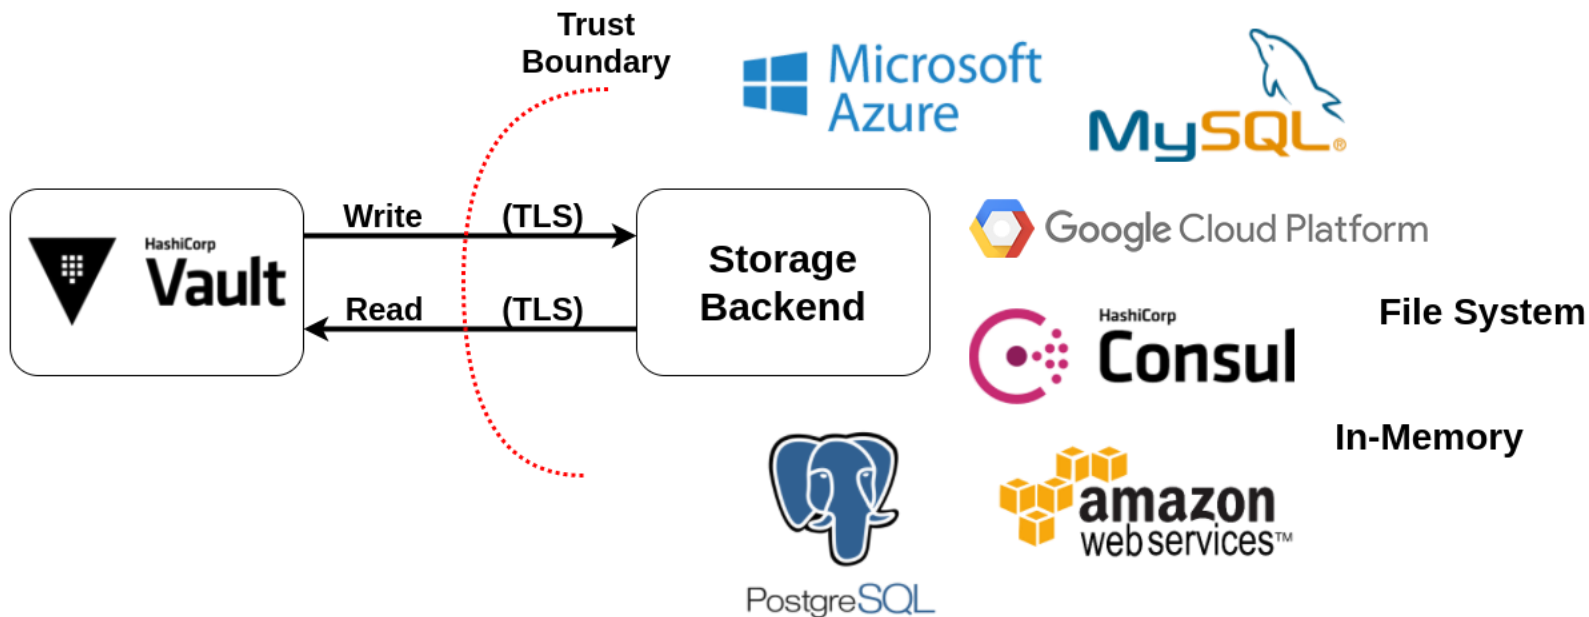 Trust
Boundary
Microsoft
Azure
MySQL®
HashiCorp
Vault
Write (TLS)
Read (TLS)
Storage
Backend
Google Cloud Platform
HashiCorp
Consul
File System
In-Memory
amazon
web services™
PostgreSQL